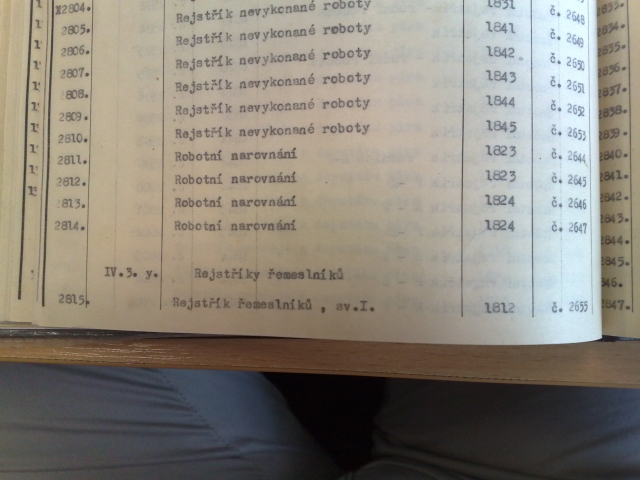 2804.
2805. Rejstřík nevykonané roboty 1831 č. 2648
2806. Rejstřík nevykonané roboty 1841 č. 2649
2807. Rejstřík nevykonané roboty 1842. č. 2650
2808. Rejstřík nevykonané roboty 1843 č. 2651
2809. Rejstřík nevykonané roboty 1844 č. 2652
2810. Rejstřík nevykonané roboty 1845 č. 2653
2811. Robotní narovnání 1823 č. 2644
2812. Robotní narovnání 1823 č. 2645
2813. Robotní narovnání 1824 č. 2646
2814. Robotní narovnání 1824 č. 2647
IV.3. y. Rejstříky řemeslníků
2815. Rejstřík řemeslníků , sv.I. 1812 č. 2655